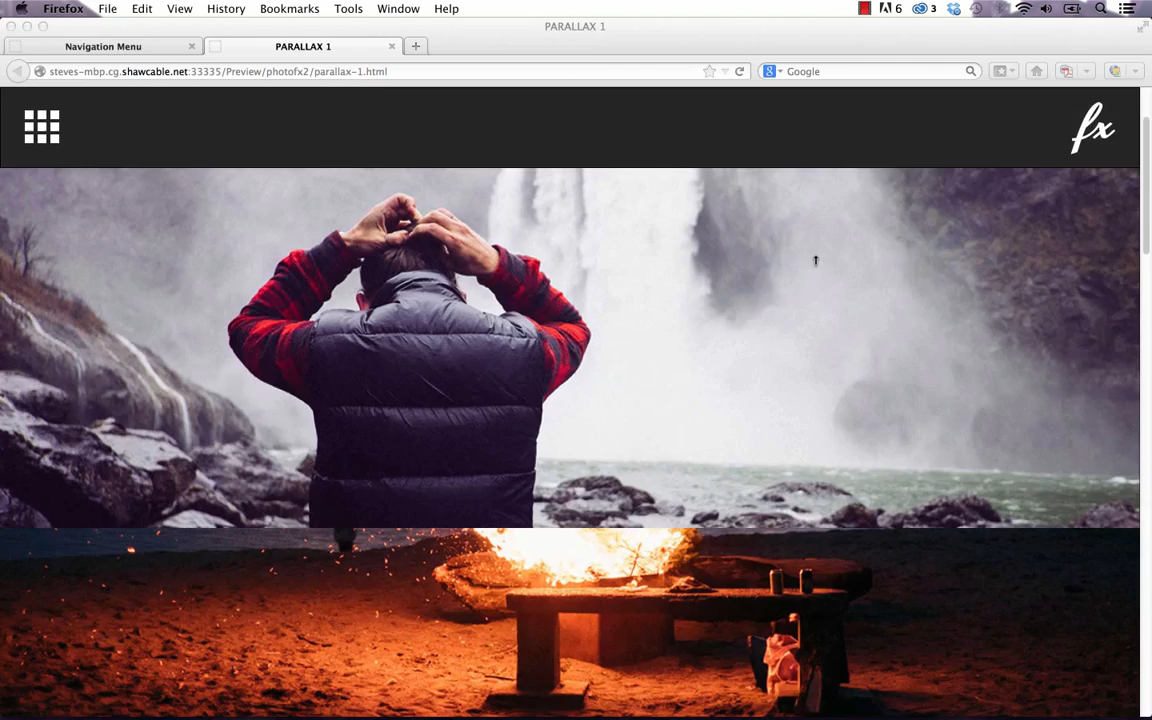 Firefox File Edit View History Bookmarks Tools Window Help 6 3
PARALLAX 1
Navigation Menu PARALLAX 1
steves-mbp.cg.shawcable.net:33335/Preview/photofx2/parallax-1.html Google
fx